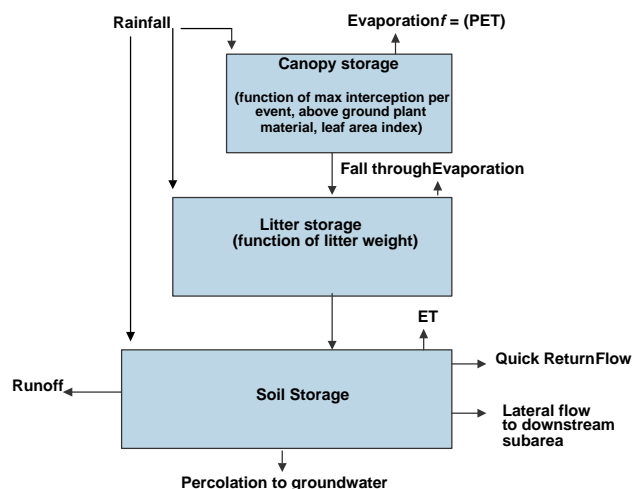 Rainfall
Evaporationf = (PET)
Canopy storage
(function of max interception per
event, above ground plant
material, leaf area index)
Fall throughEvaporation
Litter storage
(function of litter weight)
ET
Quick ReturnFlow
Runoff
Soil Storage
Lateral flow
to downstream
subarea
Percolation to groundwater